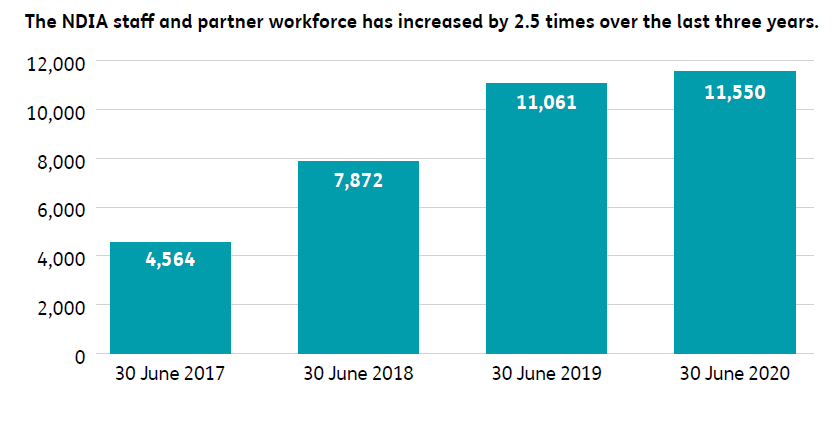 The NDIA staff and partner workforce has increased by 2.5 times over the last three years.
12,000
10,000
8,000
6,000
4,000
2,000
0
4,564
7,872
11,061
11,550
30 June 2017
30 June 2018
30 June 2019
30 June 2020